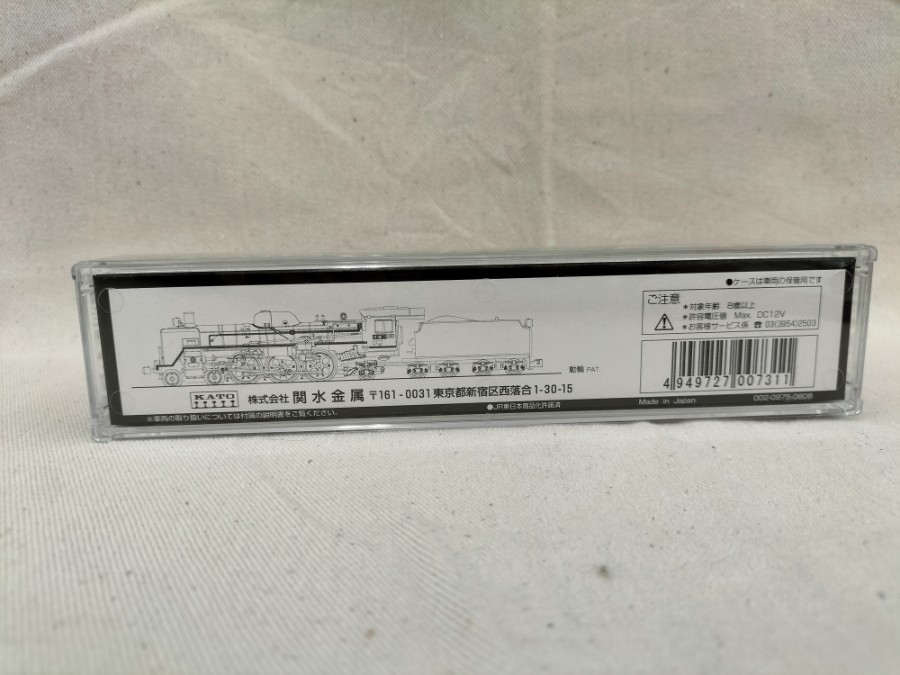 ●ケースは車両の保管用です
ご注意
*対象年齢 8歳以上
*許容電圧値 Max. DC12V
*お客様サービス係 ☎03(3954)2503
動輪 PAT.
4 949727 007311
KATO
株式会社 関水金属 〒161-0031 東京都新宿区西落合1-30-15
※車両の取り扱いについては付属の説明書をご覧ください。
●JR東日本商品化許諾済
Made in Japan
002-0975-0806